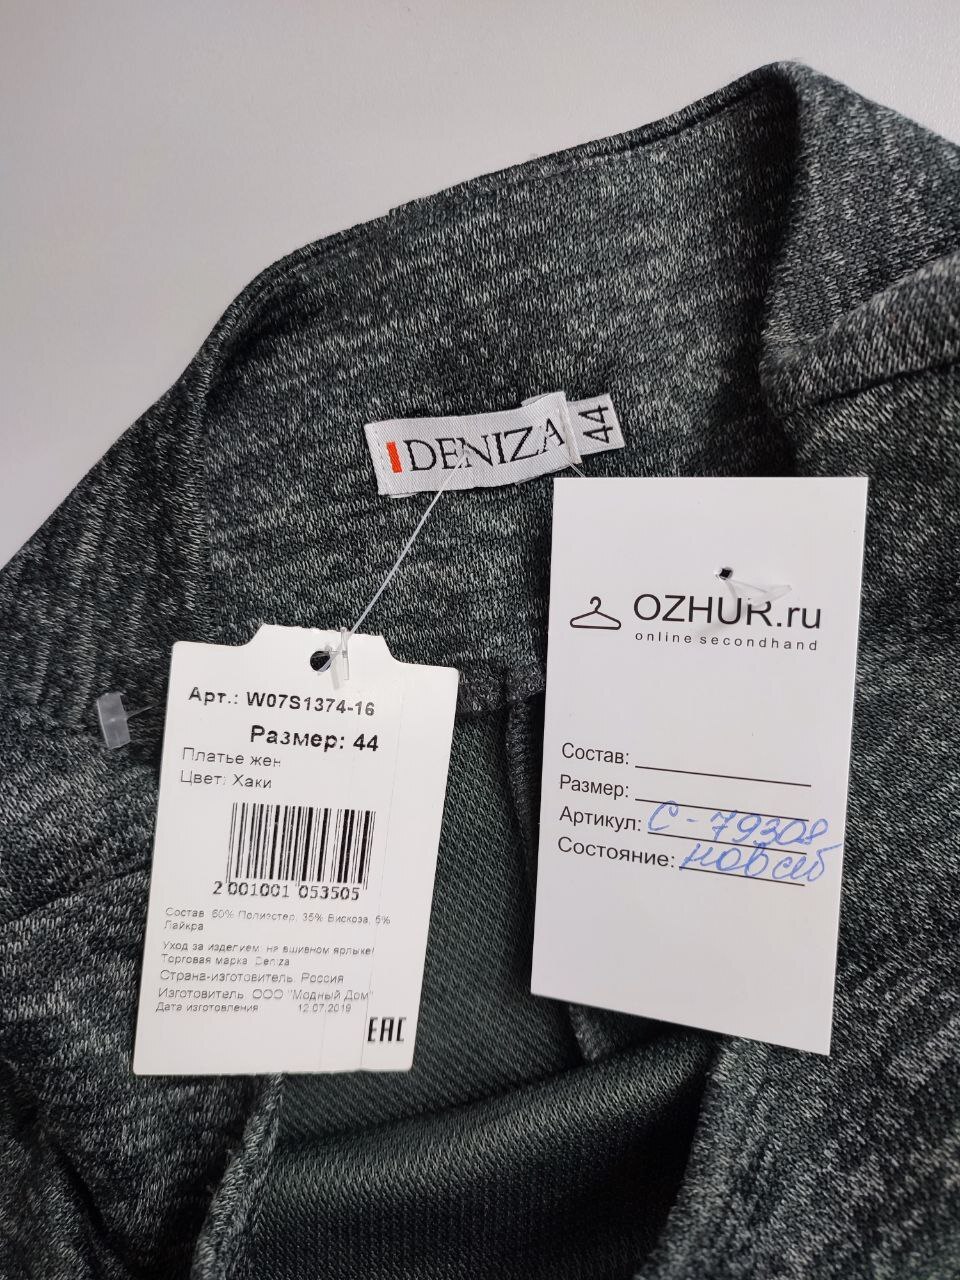 DENIZA
44
Арт.: W07S1374-16
Размер: 44
Платье жен
Цвет: Хаки
2 001001 053505
Состав: 60% Полиэстер, 35% Вискоза, 5%
Лайкра
Уход за изделием: на вшивном ярлыке!
Торговая марка: Deniza
Страна-изготовитель: Россия
Изготовитель: ООО "Модный Дом"
Дата изготовления 12.07.2019
EAC
OZHUR.ru
online secondhand
Состав:
Размер:
Артикул: С-79308
Состояние: нов с/б